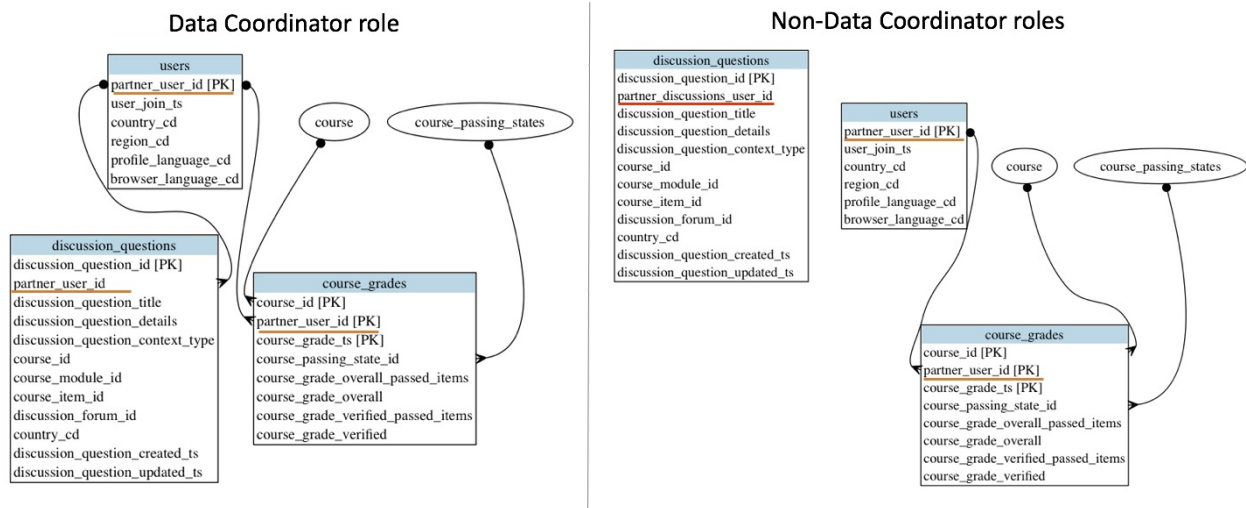 Data Coordinator role
users
partner_user_id [PK]
user_join_ts
country_cd
region_cd
profile_language_cd
browser_language_cd
course
course_passing_states
discussion_questions
discussion_question_id [PK]
partner_user_id
discussion_question_title
discussion_question_details
discussion_question_context_type
course_id
course_module_id
course_item_id
discussion_forum_id
country_cd
discussion_question_created_ts
discussion_question_updated_ts
course_grades
course_id [PK]
partner_user_id [PK]
course_grade_ts [PK]
course_passing_state_id
course_grade_overall_passed_items
course_grade_overall
course_grade_verified_passed_items
course_grade_verified
Non-Data Coordinator roles
discussion_questions
discussion_question_id [PK]
partner_discussions_user_id
discussion_question_title
discussion_question_details
discussion_question_context_type
course_id
course_module_id
course_item_id
discussion_forum_id
country_cd
discussion_question_created_ts
discussion_question_updated_ts
users
partner_user_id [PK]
user_join_ts
country_cd
region_cd
profile_language_cd
browser_language_cd
course
course_passing_states
course_grades
course_id [PK]
partner_user_id [PK]
course_grade_ts [PK]
course_passing_state_id
course_grade_overall_passed_items
course_grade_overall
course_grade_verified_passed_items
course_grade_verified